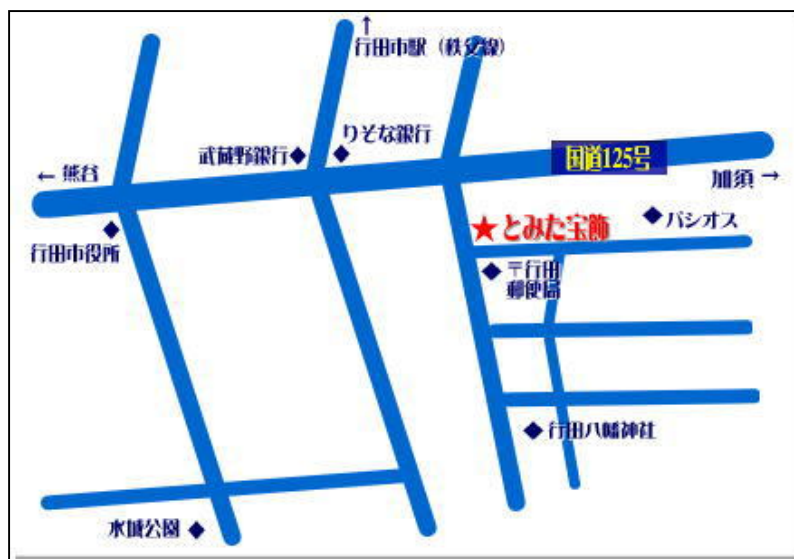 ↑
行田市駅（秩父線）
りそな銀行
武蔵野銀行◆ ◆
国道125号
← 熊谷
加須 →
◆
行田市役所
★とみた宝飾
◆パシオス
◆ 〒行田
郵便局
◆ 行田八幡神社
水城公園 ◆